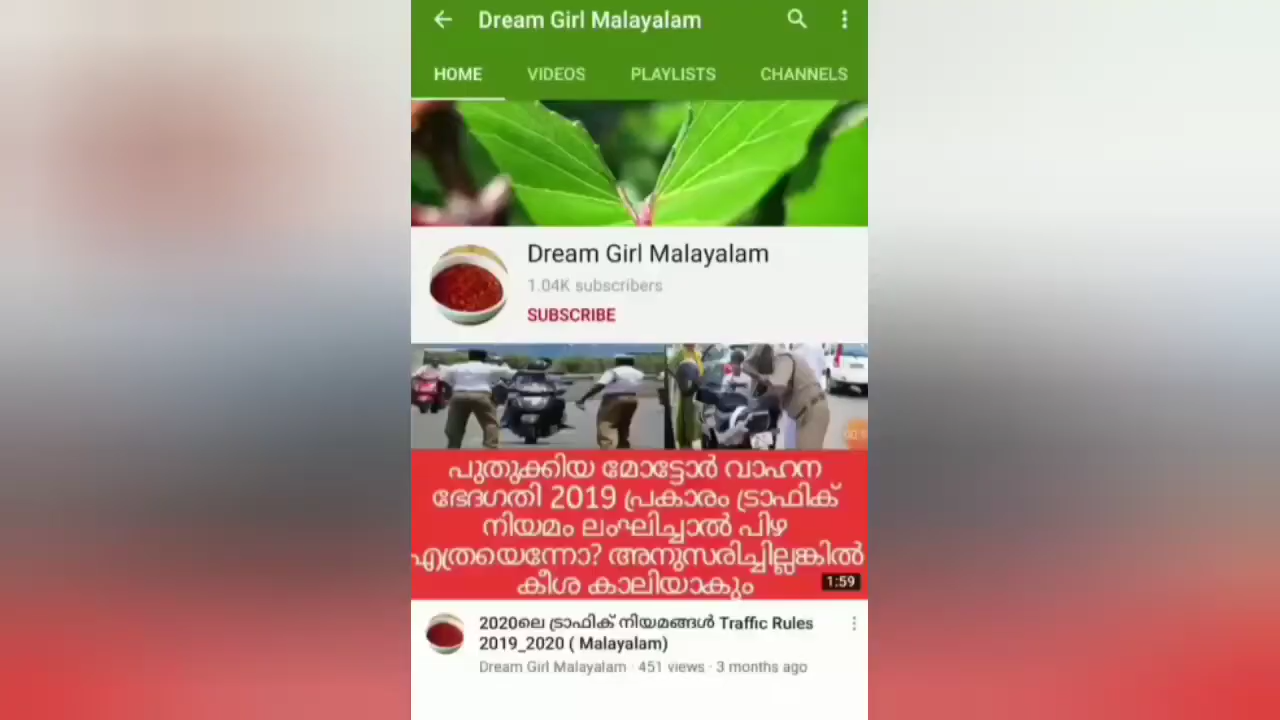 Dream Girl Malayalam
HOME VIDEOS PLAYLISTS CHANNELS
Dream Girl Malayalam
1.04K subscribers
SUBSCRIBE
പുതുക്കിയ മോട്ടോർ വാഹന
ഭേദഗതി 2019 പ്രകാരം ട്രാഫിക്
നിയമം ലംഘിച്ചാൽ പിഴ
എത്രയെന്നോ? അനുസരിച്ചില്ലങ്കിൽ
കീശ കാലിയാകും
1:59
2020ലെ ട്രാഫിക് നിയമങ്ങൾ Traffic Rules
2019_2020 ( Malayalam)
Dream Girl Malayalam · 451 views · 3 months ago